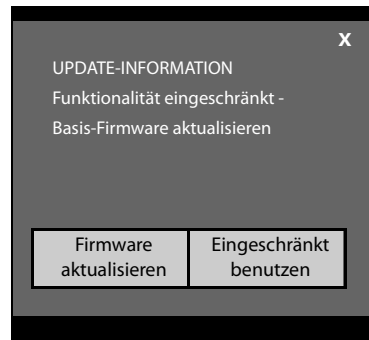 X
UPDATE-INFORMATION
Funktionalität eingeschränkt -
Basis-Firmware aktualisieren
Firmware
aktualisieren
Eingeschränkt
benutzen